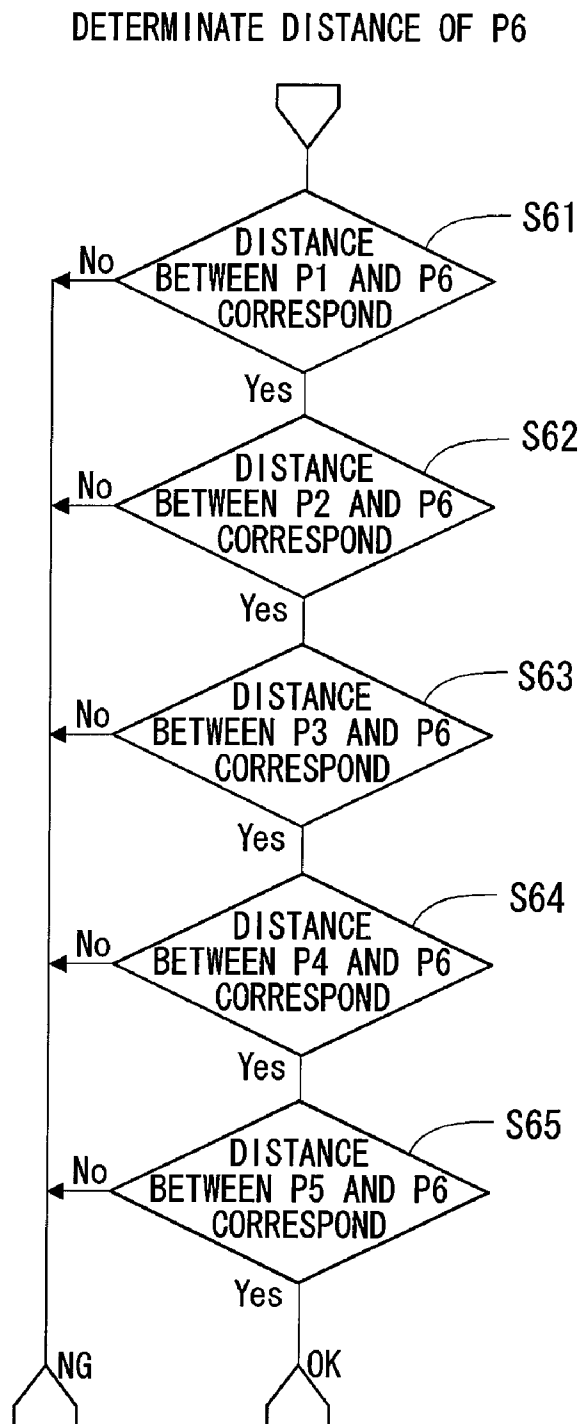 DETERMINATE DISTANCE OF P6
S61
DISTANCE
BETWEEN P1 AND P6
CORRESPOND
No
Yes
S62
DISTANCE
BETWEEN P2 AND P6
CORRESPOND
No
Yes
S63
DISTANCE
BETWEEN P3 AND P6
CORRESPOND
No
Yes
S64
DISTANCE
BETWEEN P4 AND P6
CORRESPOND
No
Yes
S65
DISTANCE
BETWEEN P5 AND P6
CORRESPOND
No
Yes
NG
OK